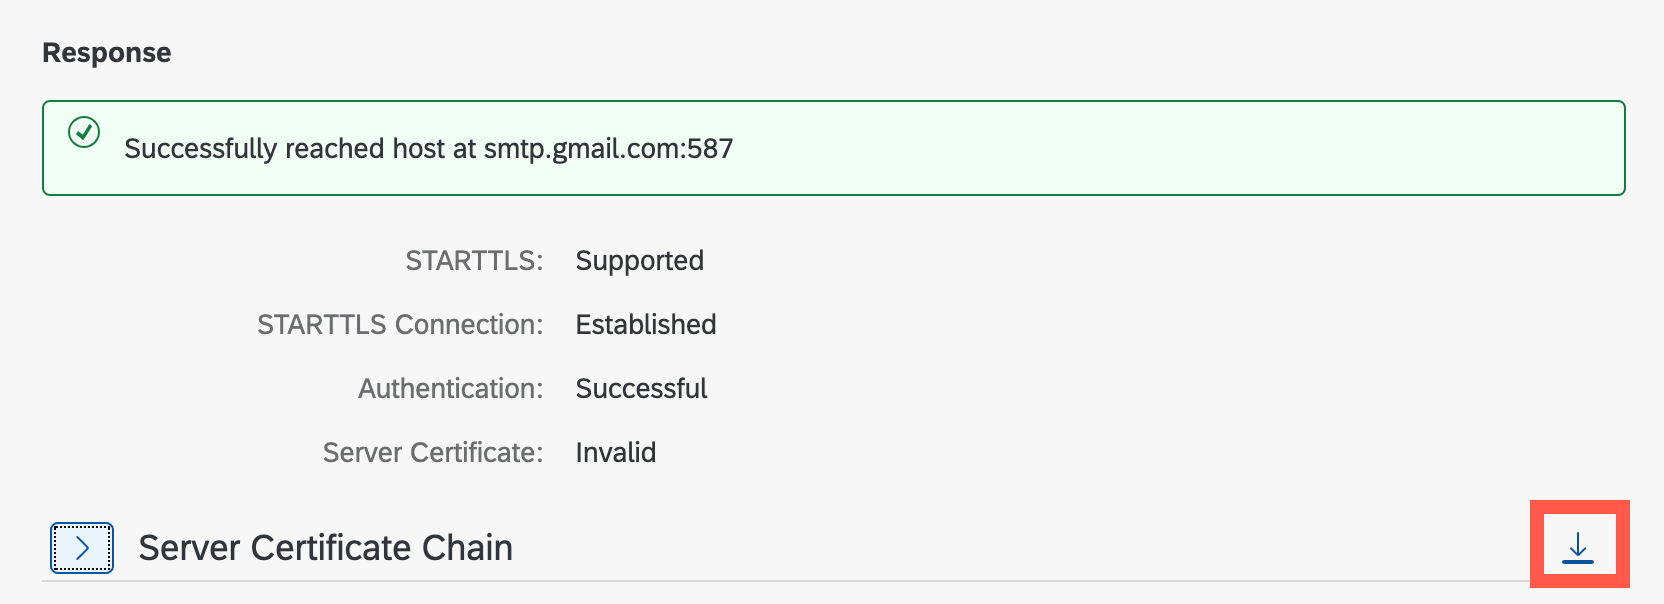 Response
Successfully reached host at smtp.gmail.com:587
STARTTLS: Supported
STARTTLS Connection: Established
Authentication: Successful
Server Certificate: Invalid
Server Certificate Chain